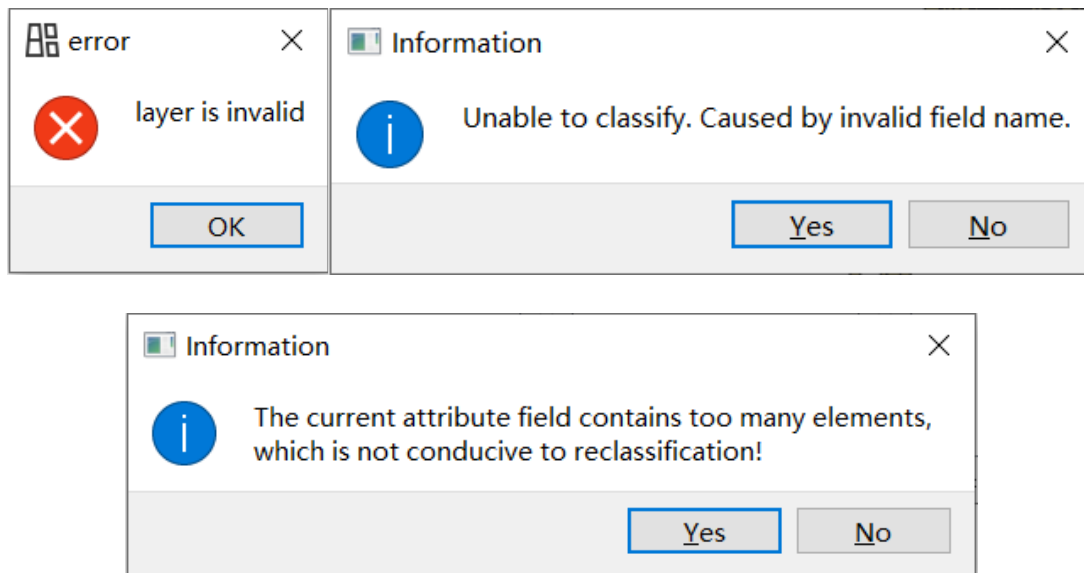 error
layer is invalid
OK
Information
Unable to classify. Caused by invalid field name.
Yes
No
Information
The current attribute field contains too many elements,
which is not conducive to reclassification!
Yes
No